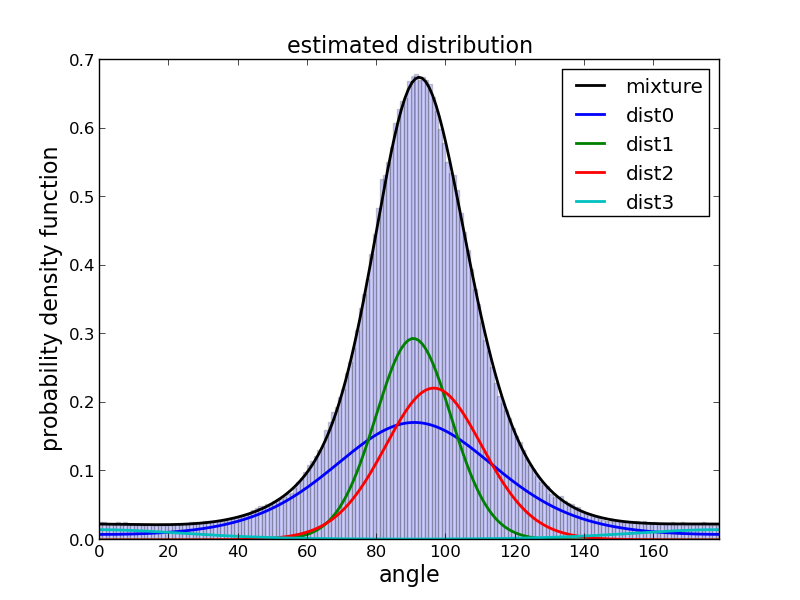 estimated distribution
mixture
dist0
dist1
dist2
dist3
probability density function
0.7
0.6
0.5
0.4
0.3
0.2
0.1
0.0
0 20 40 60 80 100 120 140 160
angle